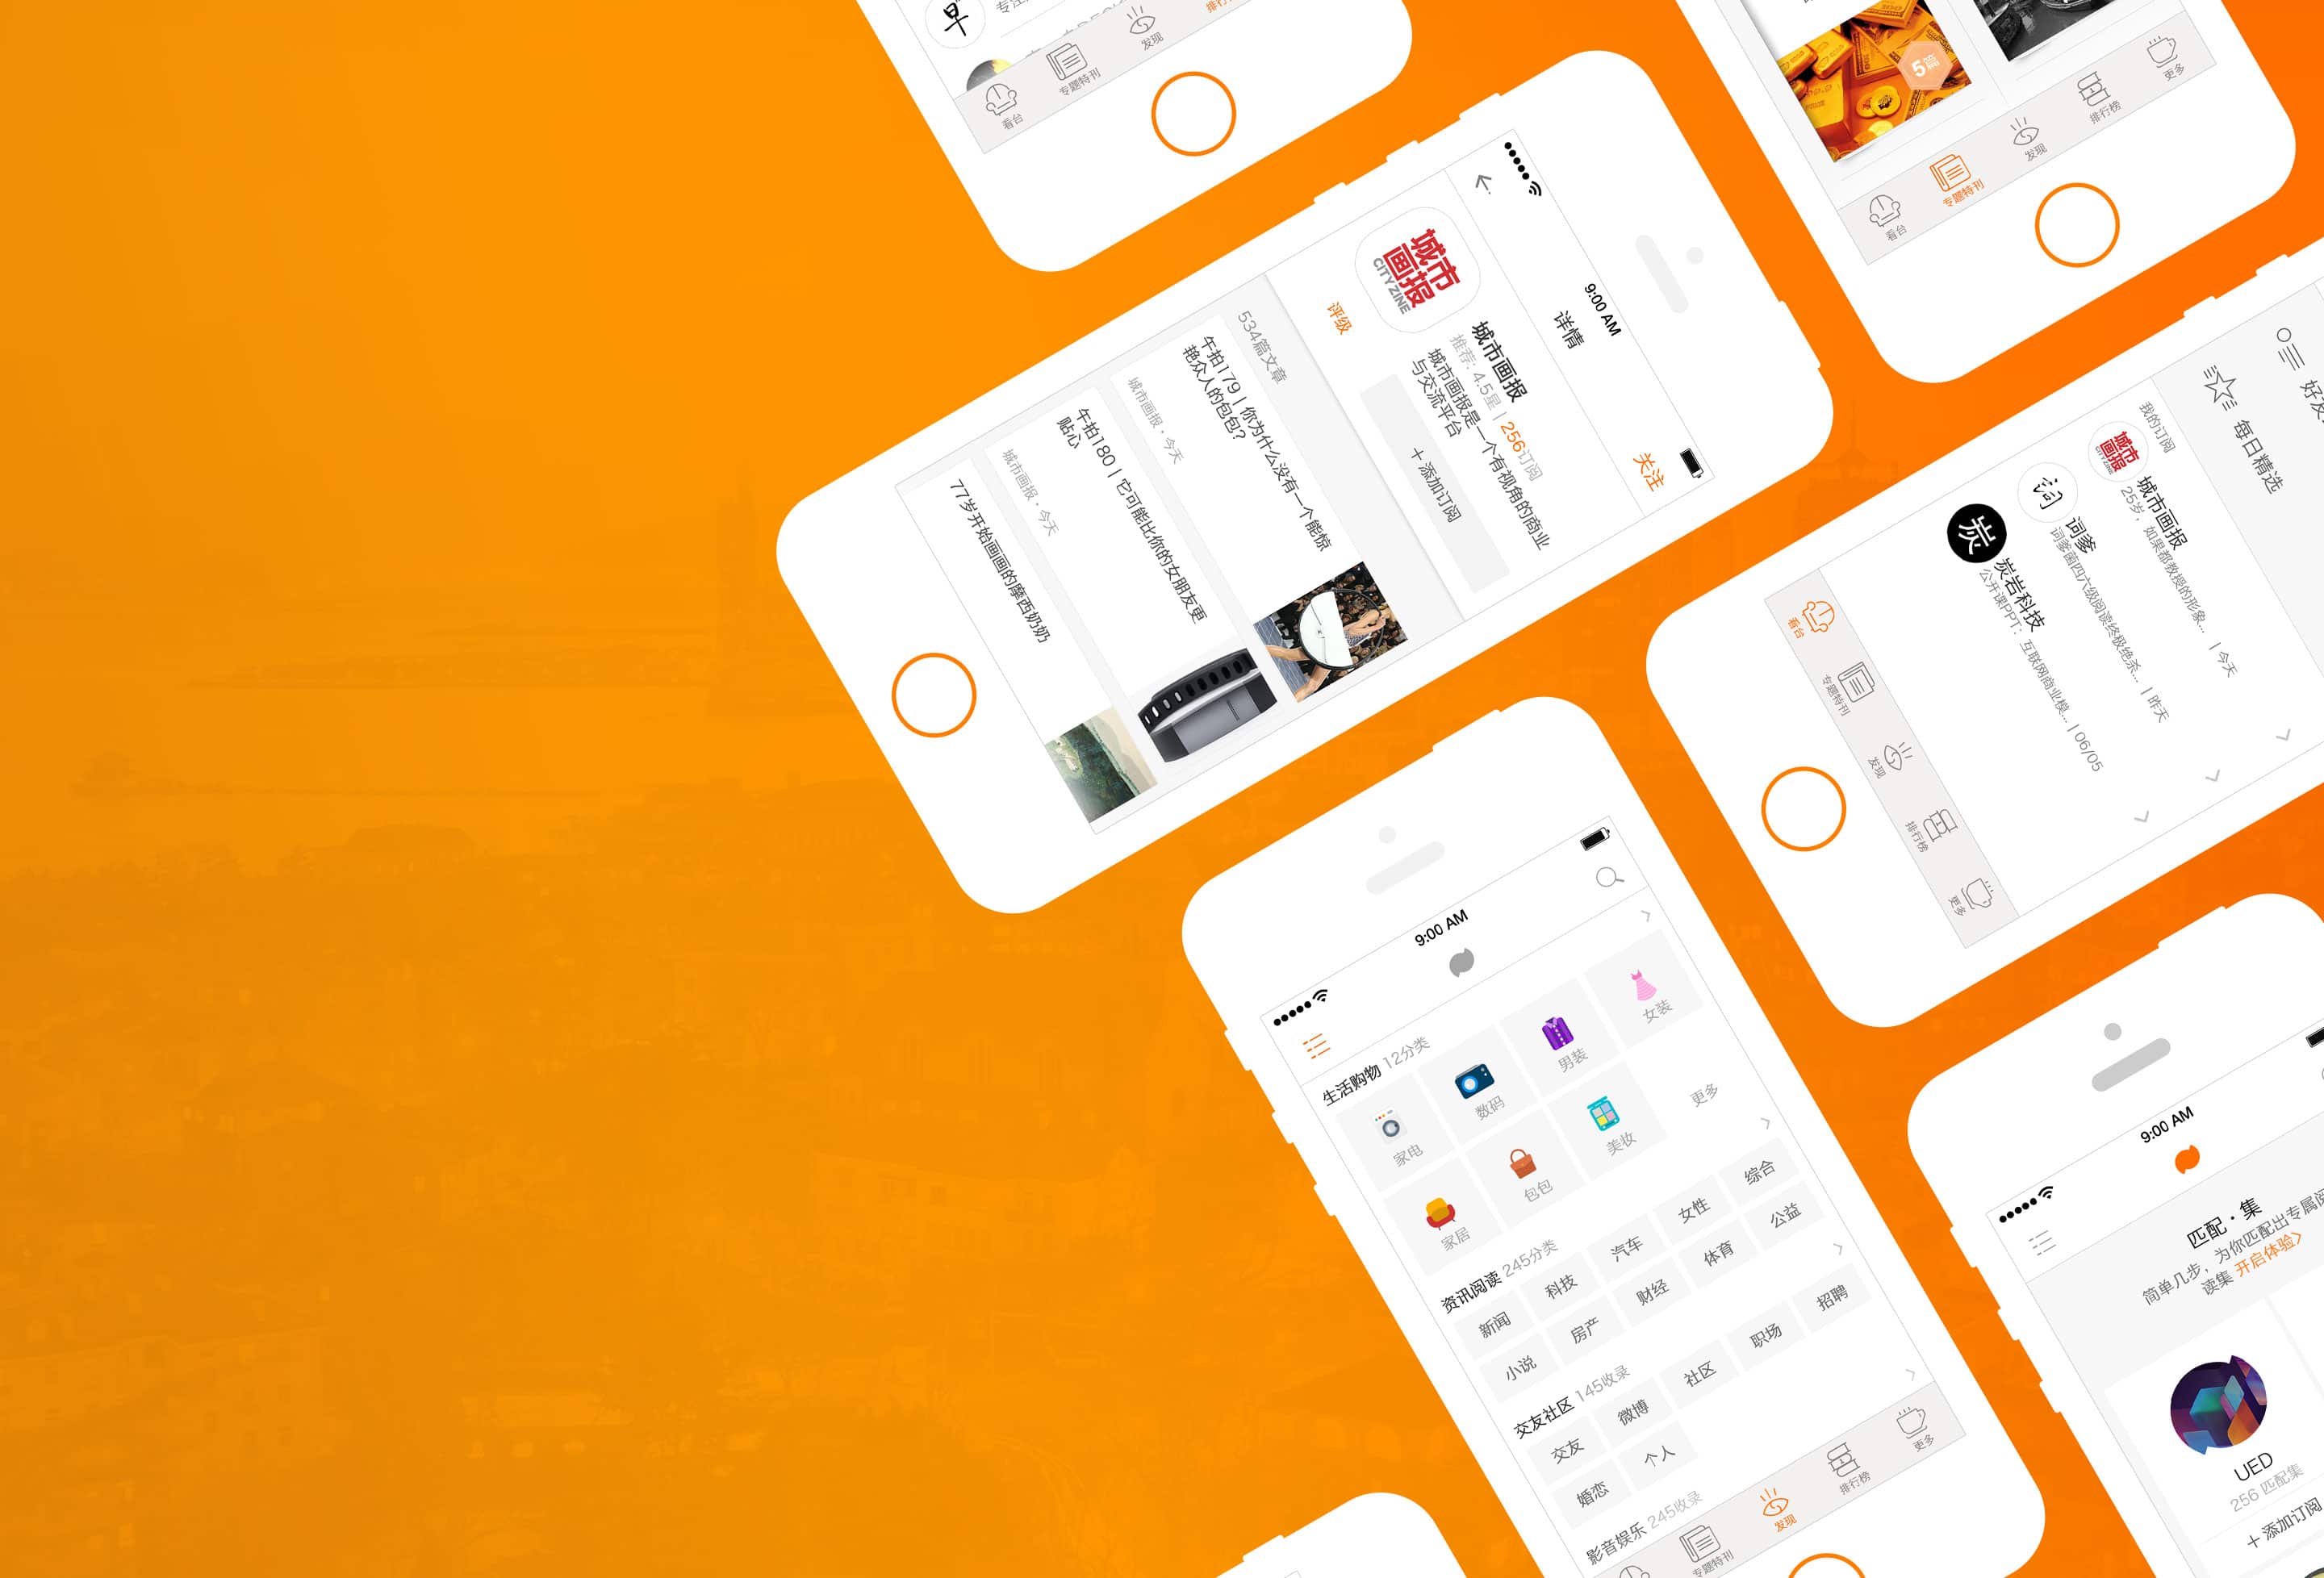 早
专注
看台
专题特刊
发现
排行
5篇
看台
专题特刊
发现
排行榜
更多
9:00 AM
详情
关注
城市
画报
CITYZINE
评级
城市画报
推荐: 4.5星 | 256订阅
城市画报是一个有视角的商业
与交流平台
+ 添加订阅
534篇文章
午拍179 | 你为什么没有一个能惊
艳众人的包包?
城市画报 · 今天
午拍180 | 它可能比你的女朋友更
贴心
城市画报 · 今天
77岁开始画画的摩西奶奶
好友
每日精选
我的订阅
城市
画报
CITYZINE
城市画报
25岁，如果都教授的形象... | 今天
词
词爹
词爹菌四六级阅读终极绝杀... | 昨天
炭
炭岩科技
公开课PPT：互联网商业模... | 06/05
看台
专题特刊
发现
排行榜
更多
9:00 AM
生活购物 12分类
家电
数码
男装
女装
家居
包包
美妆
更多
资讯阅读 245分类
新闻
科技
汽车
女性
综合
小说
房产
财经
体育
公益
交友社区 145收录
交友
微博
社区
职场
招聘
婚恋
个人
影音娱乐 245收录
专题特刊
发现
排行榜
更多
9:00 AM
匹配 · 集
简单几步，为你匹配出专属阅
读集 开启体验>
UED
256 匹配集
+ 添加订阅